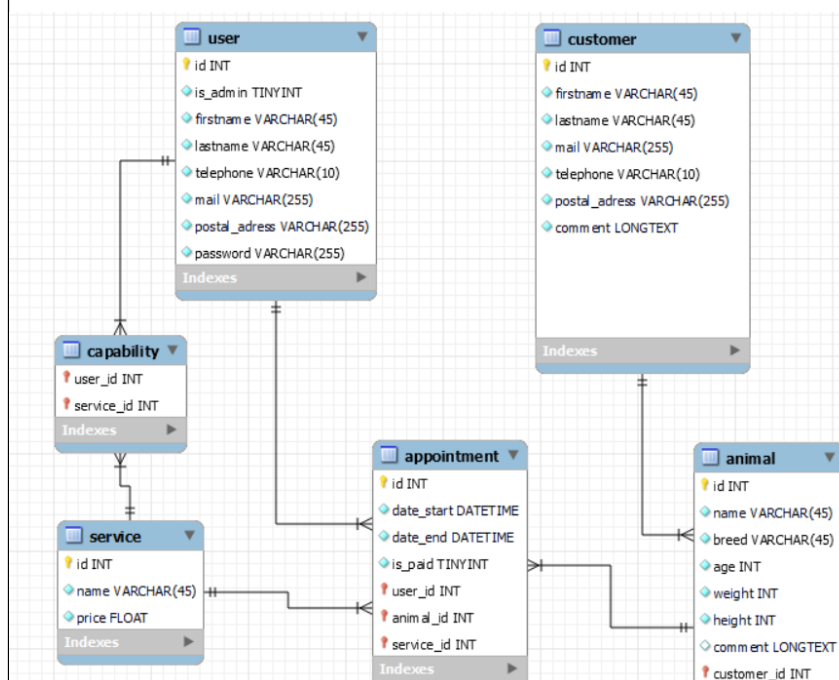 user
id INT
is_admin TINYINT
firstname VARCHAR(45)
lastname VARCHAR(45)
telephone VARCHAR(10)
mail VARCHAR(255)
postal_adress VARCHAR(255)
password VARCHAR(255)
Indexes
customer
id INT
firstname VARCHAR(45)
lastname VARCHAR(45)
mail VARCHAR(255)
telephone VARCHAR(10)
postal_adress VARCHAR(255)
comment LONGTEXT
Indexes
capability
user_id INT
service_id INT
Indexes
service
id INT
name VARCHAR(45)
price FLOAT
Indexes
appointment
id INT
date_start DATETIME
date_end DATETIME
is_paid TINYINT
user_id INT
animal_id INT
service_id INT
Indexes
animal
id INT
name VARCHAR(45)
breed VARCHAR(45)
age INT
weight INT
height INT
comment LONGTEXT
customer_id INT